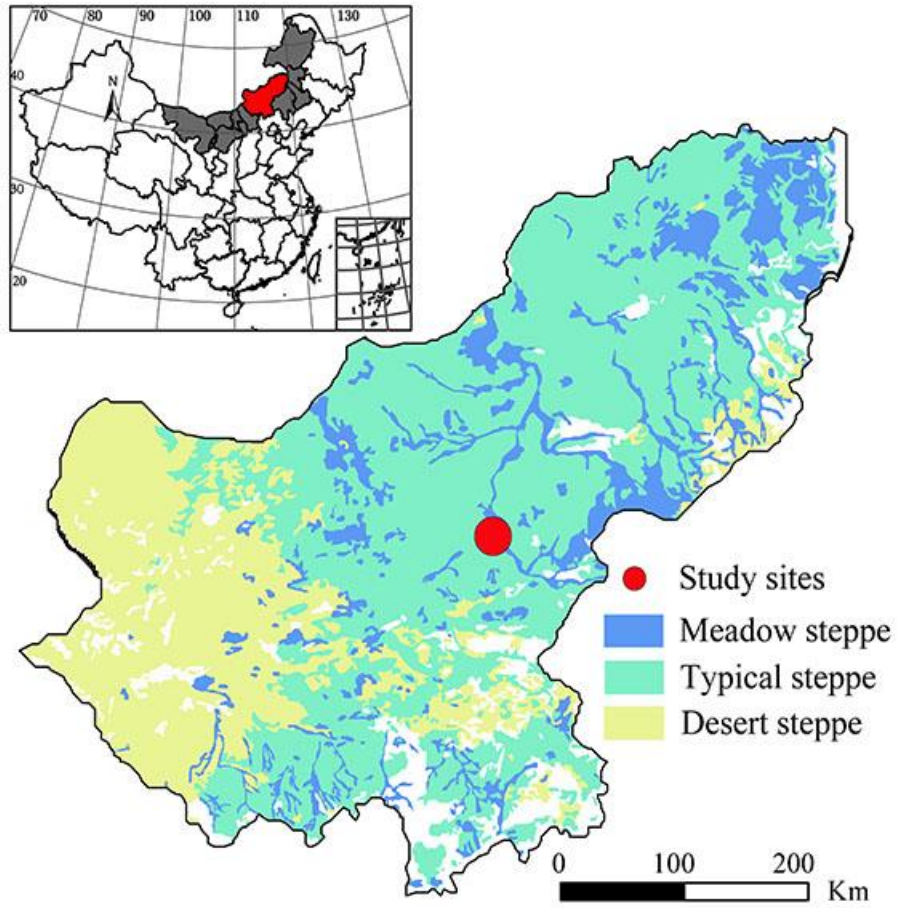 70 80 90 100 110 130
40
N
30
20
Study sites
Meadow steppe
Typical steppe
Desert steppe
0 100 200
Km